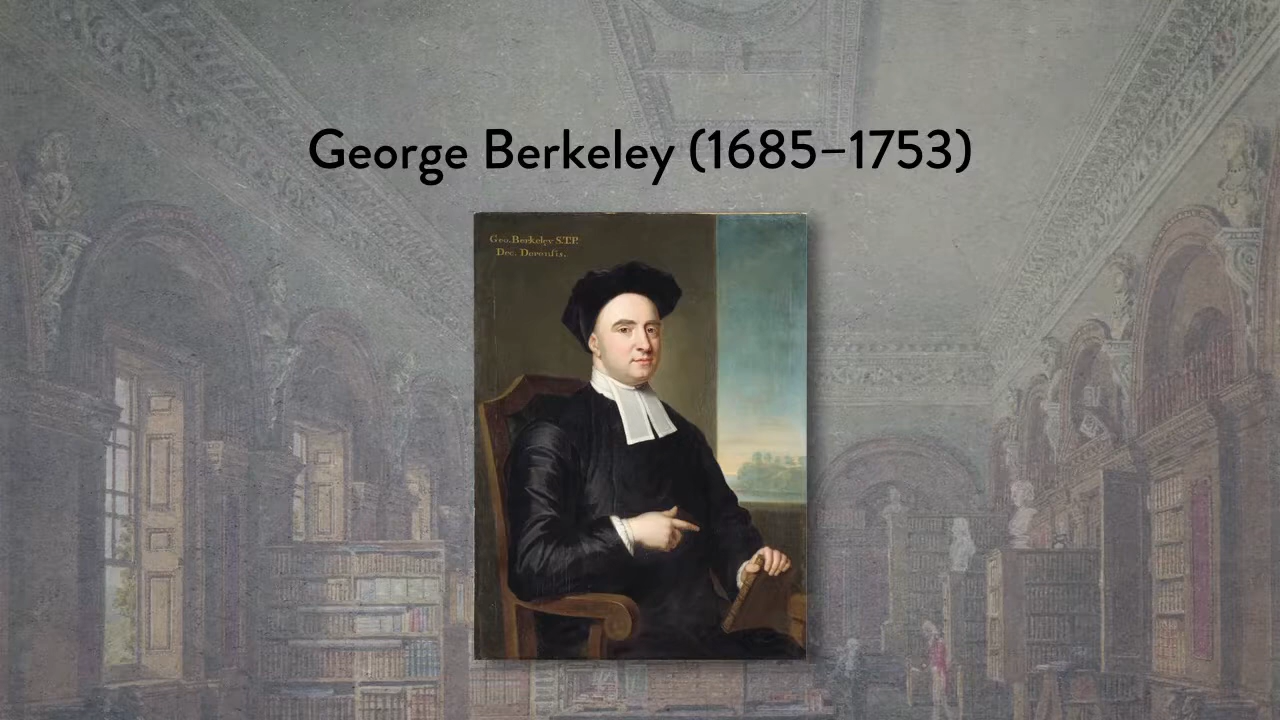 George Berkeley (1685–1753)
Geo. Berkeley S.T.P.
Dec. Derensis.